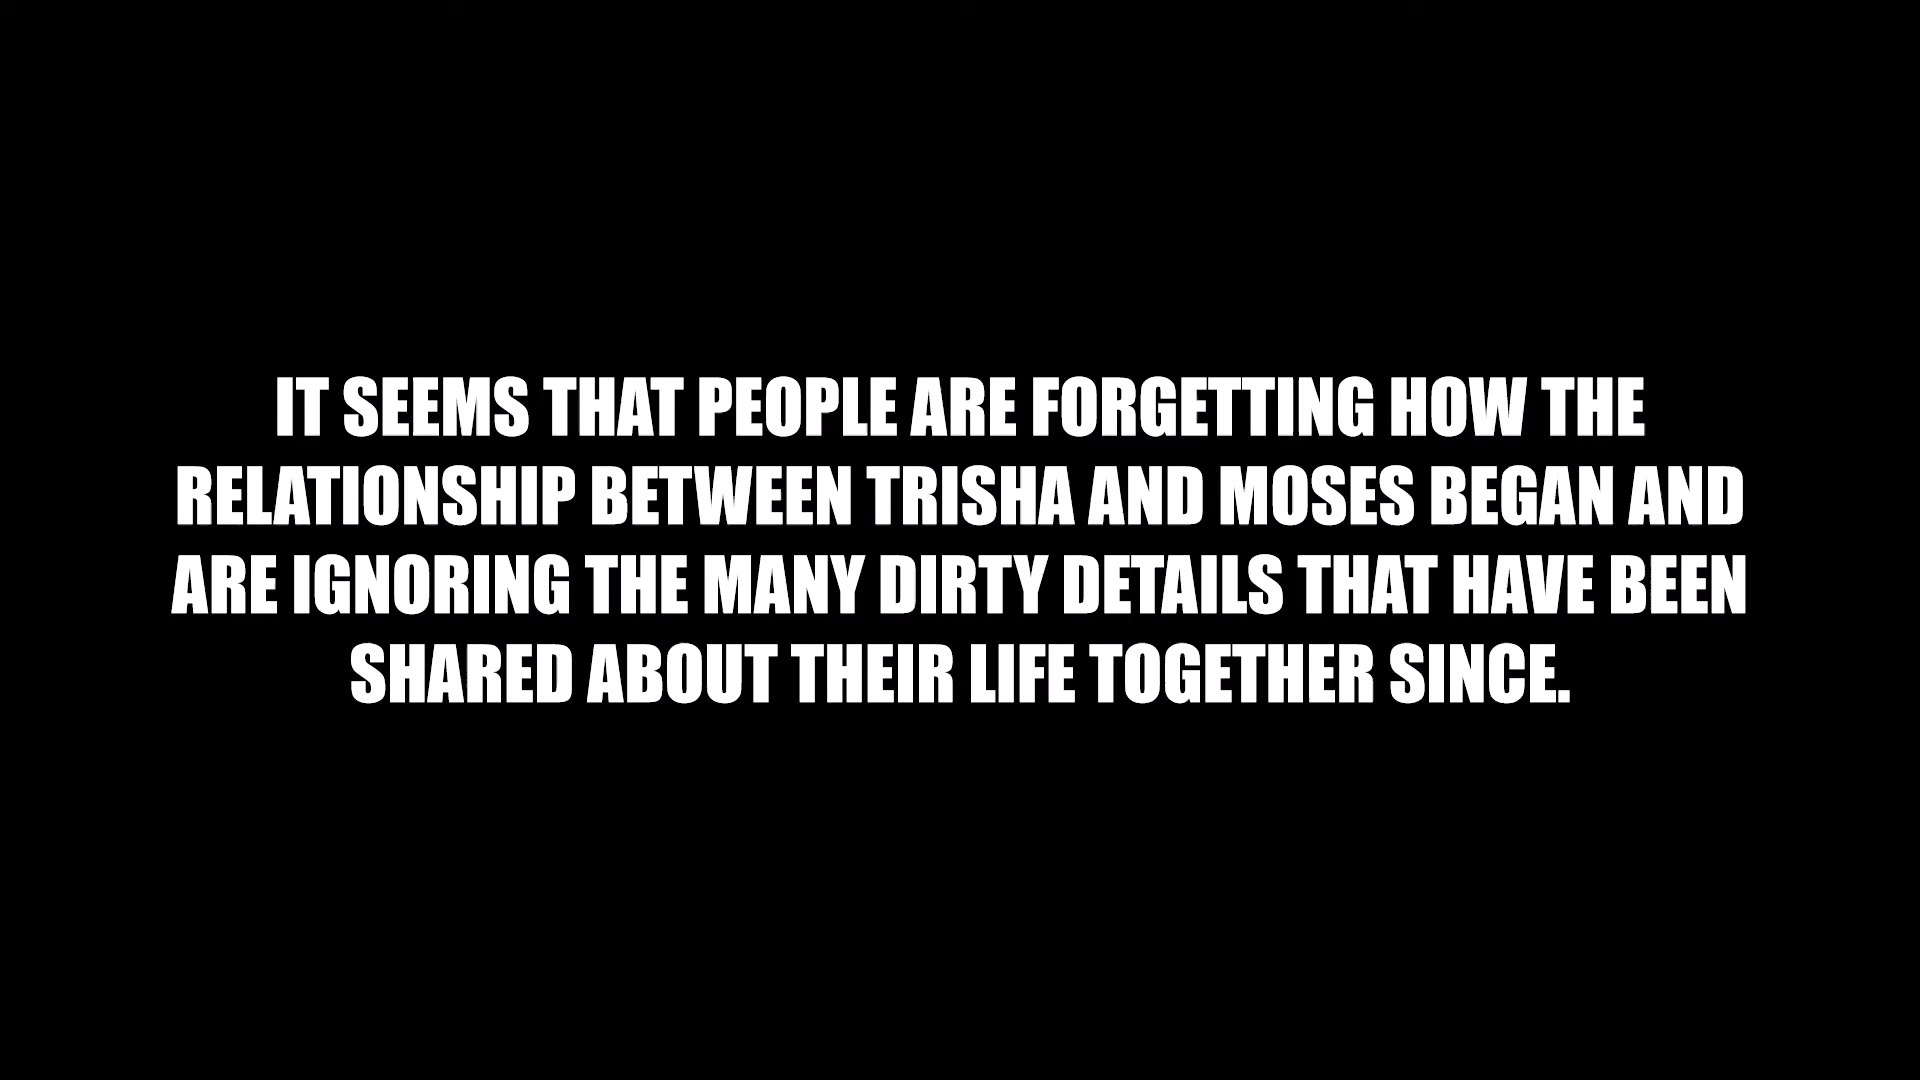 IT SEEMS THAT PEOPLE ARE FORGETTING HOW THE
RELATIONSHIP BETWEEN TRISHA AND MOSES BEGAN AND
ARE IGNORING THE MANY DIRTY DETAILS THAT HAVE BEEN
SHARED ABOUT THEIR LIFE TOGETHER SINCE.